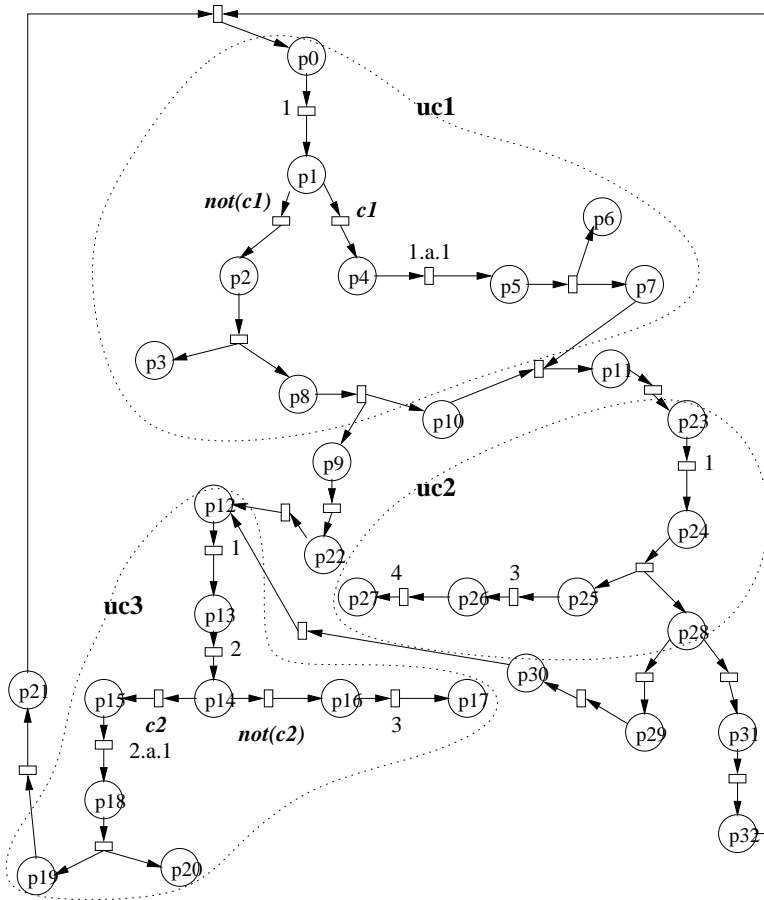 p0
1
uc1
p1
not(c1)
c1
p6
1.a.1
p2
p4
p5
p7
p3
p8
p11
p10
p23
p9
uc2
1
p12
p24
1
p22
4
3
p27
p26
p25
uc3
p13
p28
2
p30
p21
p15
p14
p16
p17
c2
not(c2)
3
p29
p31
2.a.1
p18
p32
p19
p20